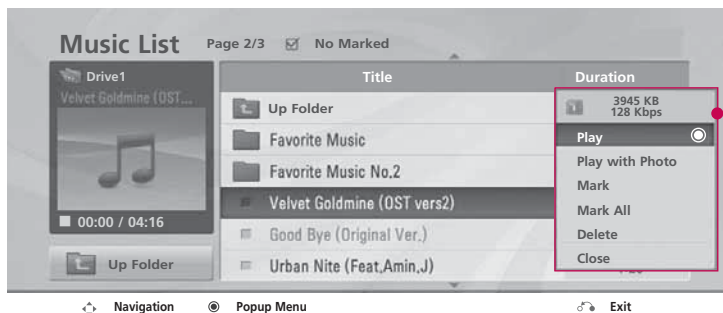 Music List Page 2/3 No Marked
Drive1
Velvet Goldmine (OST...
00:00 / 04:16
Up Folder
Title Duration
Up Folder
Favorite Music
Favorite Music No.2
Velvet Goldmine (OST vers2)
Good Bye (Original Ver.)
Urban Nite (Feat,Amin,J)
3945 KB
128 Kbps
Play
Play with Photo
Mark
Mark All
Delete
Close
Navigation Popup Menu Exit